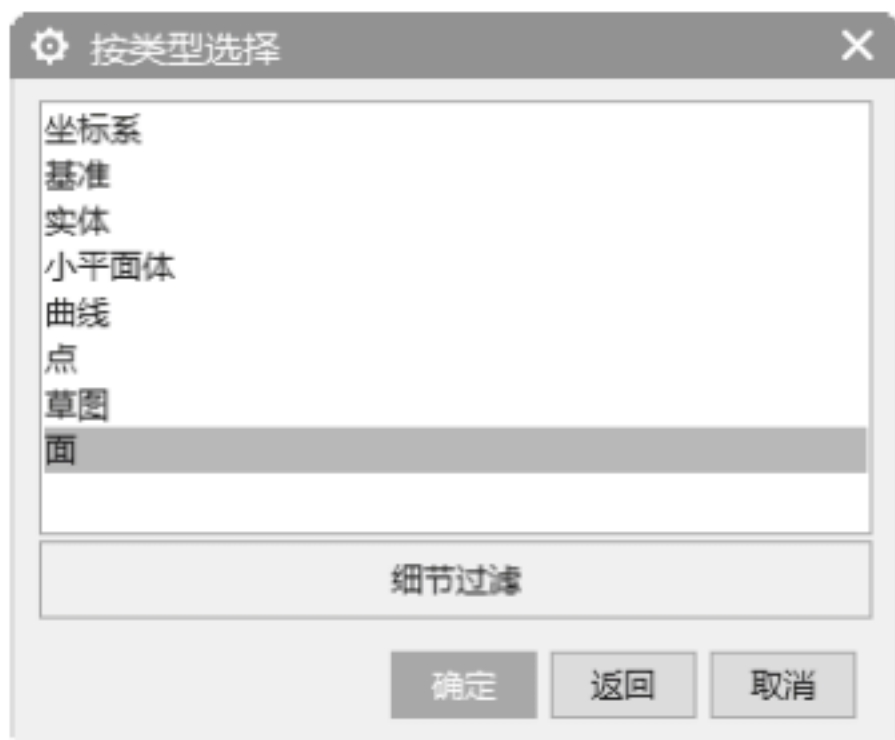 按类型选择
坐标系
基准
实体
小平面体
曲线
点
草图
面
细节过滤
确定 返回 取消